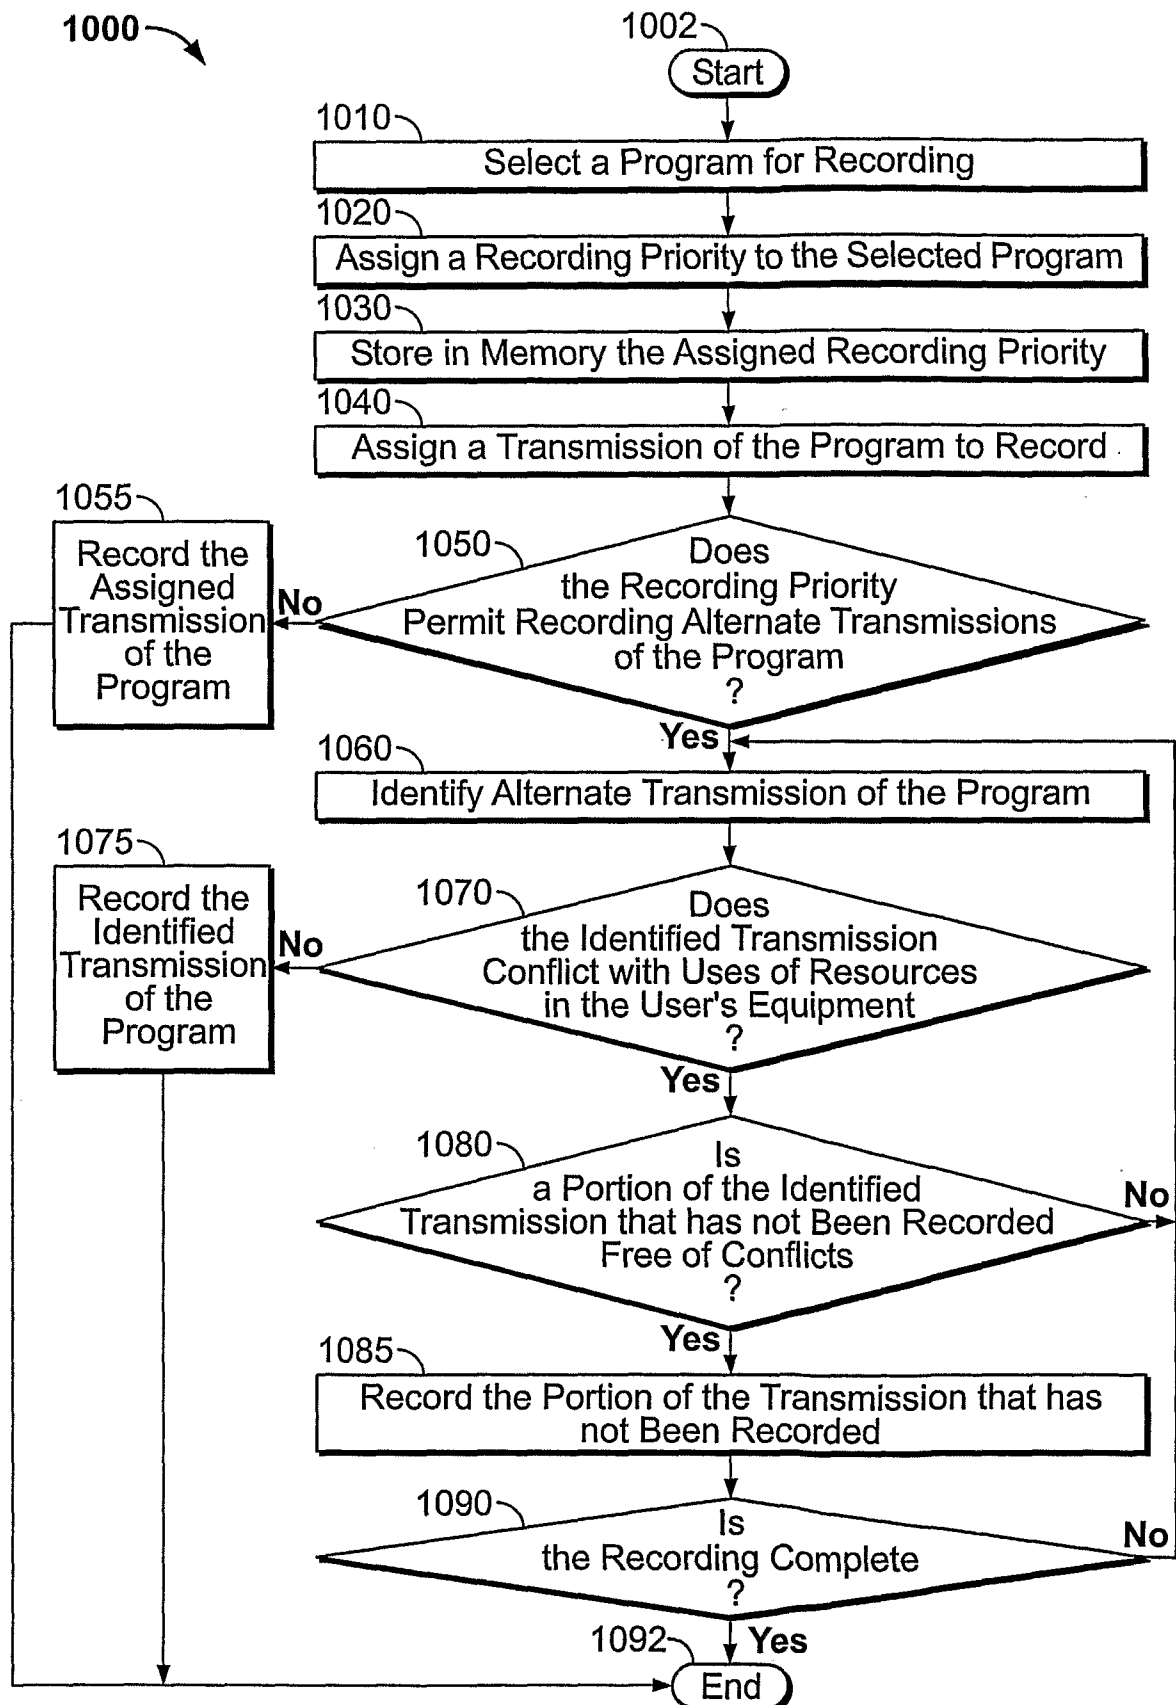 1000
1002
Start
1010
Select a Program for Recording
1020
Assign a Recording Priority to the Selected Program
1030
Store in Memory the Assigned Recording Priority
1040
Assign a Transmission of the Program to Record
1055
Record the
Assigned
Transmission
of the
Program
No
1050
Does
the Recording Priority
Permit Recording Alternate Transmissions
of the Program
?
Yes
1060
Identify Alternate Transmission of the Program
1075
Record the
Identified
Transmission
of the
Program
No
1070
Does
the Identified Transmission
Conflict with Uses of Resources
in the User's Equipment
?
Yes
1080
Is
a Portion of the Identified
Transmission that has not Been Recorded
Free of Conflicts
?
No
Yes
1085
Record the Portion of the Transmission that has
not Been Recorded
1090
Is
the Recording Complete
?
No
Yes
1092
End